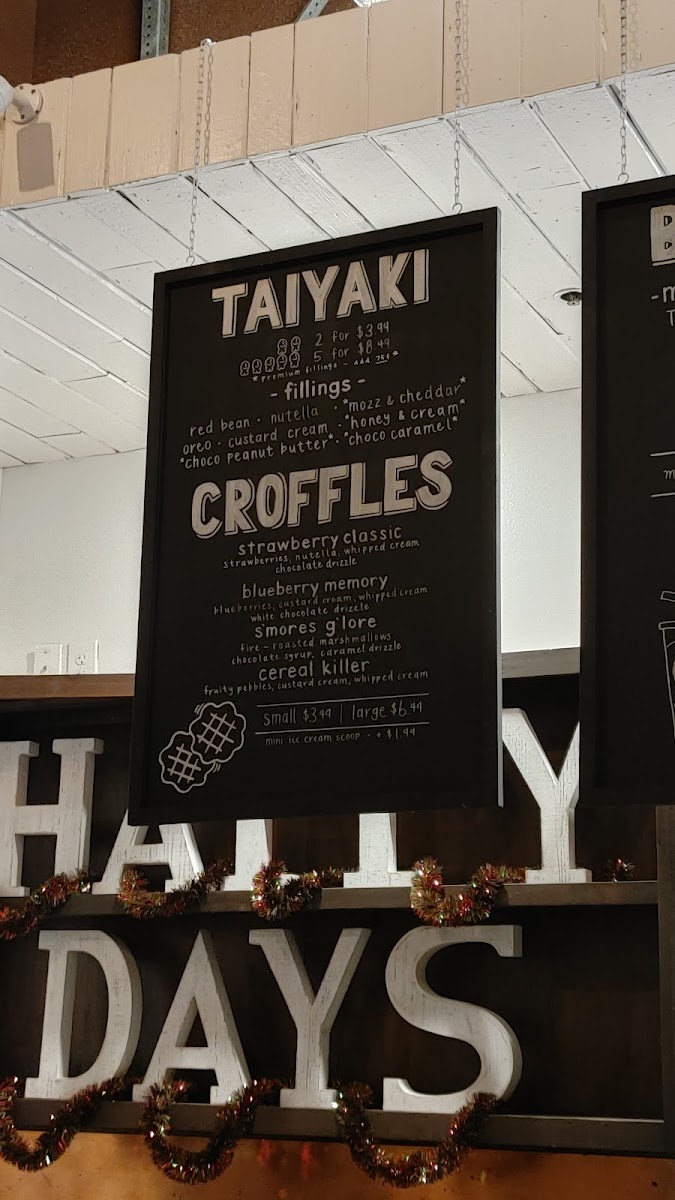 TAIYAKI
2 for $3.99
5 for $8.49
*premium fillings - add 75¢*
- fillings -
red bean · nutella · *mozz & cheddar*
oreo · custard cream · *honey & cream*
*choco peanut butter* · *choco caramel*
CROFFLES
strawberry classic
strawberries, nutella, whipped cream
chocolate drizzle
blueberry memory
blueberries, custard cream, whipped cream
white chocolate drizzle
s'mores g'lore
fire-roasted marshmallows
chocolate syrup, caramel drizzle
cereal killer
fruity pebbles, custard cream, whipped cream
small $3.49 | large $6.49
mini ice cream scoop - + $1.99
DAYS